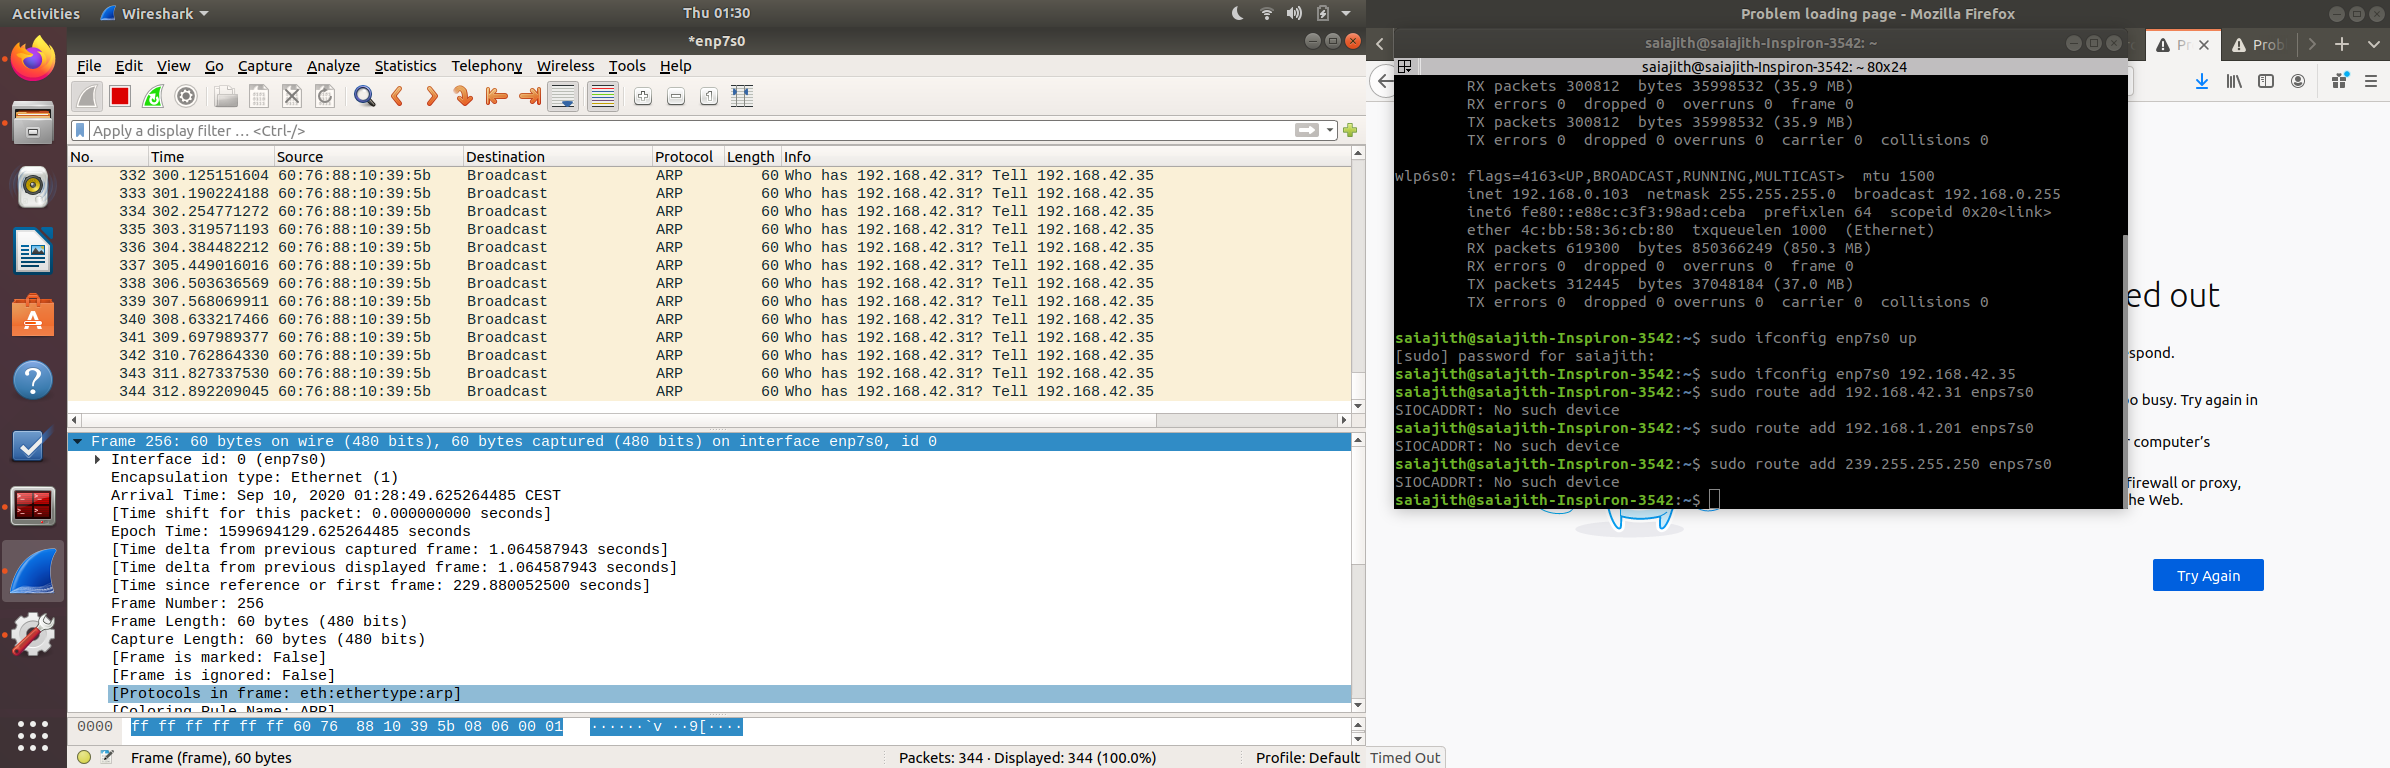 Activities Wireshark Thu 01:30
*enp7s0
File Edit View Go Capture Analyze Statistics Telephony Wireless Tools Help
Apply a display filter … <Ctrl-/>
No. Time Source Destination Protocol Length Info
332 300.125151604 60:76:88:10:39:5b Broadcast ARP 60 Who has 192.168.42.31? Tell 192.168.42.35
333 301.190224188 60:76:88:10:39:5b Broadcast ARP 60 Who has 192.168.42.31? Tell 192.168.42.35
334 302.254771272 60:76:88:10:39:5b Broadcast ARP 60 Who has 192.168.42.31? Tell 192.168.42.35
335 303.319571193 60:76:88:10:39:5b Broadcast ARP 60 Who has 192.168.42.31? Tell 192.168.42.35
336 304.384482212 60:76:88:10:39:5b Broadcast ARP 60 Who has 192.168.42.31? Tell 192.168.42.35
337 305.449016016 60:76:88:10:39:5b Broadcast ARP 60 Who has 192.168.42.31? Tell 192.168.42.35
338 306.503636569 60:76:88:10:39:5b Broadcast ARP 60 Who has 192.168.42.31? Tell 192.168.42.35
339 307.568069911 60:76:88:10:39:5b Broadcast ARP 60 Who has 192.168.42.31? Tell 192.168.42.35
340 308.633217466 60:76:88:10:39:5b Broadcast ARP 60 Who has 192.168.42.31? Tell 192.168.42.35
341 309.697989377 60:76:88:10:39:5b Broadcast ARP 60 Who has 192.168.42.31? Tell 192.168.42.35
342 310.762864330 60:76:88:10:39:5b Broadcast ARP 60 Who has 192.168.42.31? Tell 192.168.42.35
343 311.827337530 60:76:88:10:39:5b Broadcast ARP 60 Who has 192.168.42.31? Tell 192.168.42.35
344 312.892209045 60:76:88:10:39:5b Broadcast ARP 60 Who has 192.168.42.31? Tell 192.168.42.35
Frame 256: 60 bytes on wire (480 bits), 60 bytes captured (480 bits) on interface enp7s0, id 0
Interface id: 0 (enp7s0)
Encapsulation type: Ethernet (1)
Arrival Time: Sep 10, 2020 01:28:49.625264485 CEST
[Time shift for this packet: 0.000000000 seconds]
Epoch Time: 1599694129.625264485 seconds
[Time delta from previous captured frame: 1.064587943 seconds]
[Time delta from previous displayed frame: 1.064587943 seconds]
[Time since reference or first frame: 229.880052500 seconds]
Frame Number: 256
Frame Length: 60 bytes (480 bits)
Capture Length: 60 bytes (480 bits)
[Frame is marked: False]
[Frame is ignored: False]
[Protocols in frame: eth:ethertype:arp]
[Coloring Rule Name: ARP]
0000 ff ff ff ff ff ff 60 76 88 10 39 5b 08 06 00 01 ······`v ··9[····
Frame (frame), 60 bytes Packets: 344 · Displayed: 344 (100.0%) Profile: Default
Problem loading page - Mozilla Firefox
Pr Prob
saiajith@saiajith-Inspiron-3542: ~
saiajith@saiajith-Inspiron-3542: ~ 80x24
RX packets 300812 bytes 35998532 (35.9 MB)
RX errors 0 dropped 0 overruns 0 frame 0
TX packets 300812 bytes 35998532 (35.9 MB)
TX errors 0 dropped 0 overruns 0 carrier 0 collisions 0
wlp6s0: flags=4163<UP,BROADCAST,RUNNING,MULTICAST> mtu 1500
inet 192.168.0.103 netmask 255.255.255.0 broadcast 192.168.0.255
inet6 fe80::e88c:c3f3:98ad:ceba prefixlen 64 scopeid 0x20<link>
ether 4c:bb:58:36:cb:80 txqueuelen 1000 (Ethernet)
RX packets 619300 bytes 850366249 (850.3 MB)
RX errors 0 dropped 0 overruns 0 frame 0
TX packets 312445 bytes 37048184 (37.0 MB)
TX errors 0 dropped 0 overruns 0 carrier 0 collisions 0
saiajith@saiajith-Inspiron-3542:~$ sudo ifconfig enp7s0 up
[sudo] password for saiajith:
saiajith@saiajith-Inspiron-3542:~$ sudo ifconfig enp7s0 192.168.42.35
saiajith@saiajith-Inspiron-3542:~$ sudo route add 192.168.42.31 enps7s0
SIOCADDRT: No such device
saiajith@saiajith-Inspiron-3542:~$ sudo route add 192.168.1.201 enps7s0
SIOCADDRT: No such device
saiajith@saiajith-Inspiron-3542:~$ sudo route add 239.255.255.250 enps7s0
SIOCADDRT: No such device
saiajith@saiajith-Inspiron-3542:~$
ed out
spond.
o busy. Try again in
computer’s
firewall or proxy,
he Web.
Try Again
Timed Out